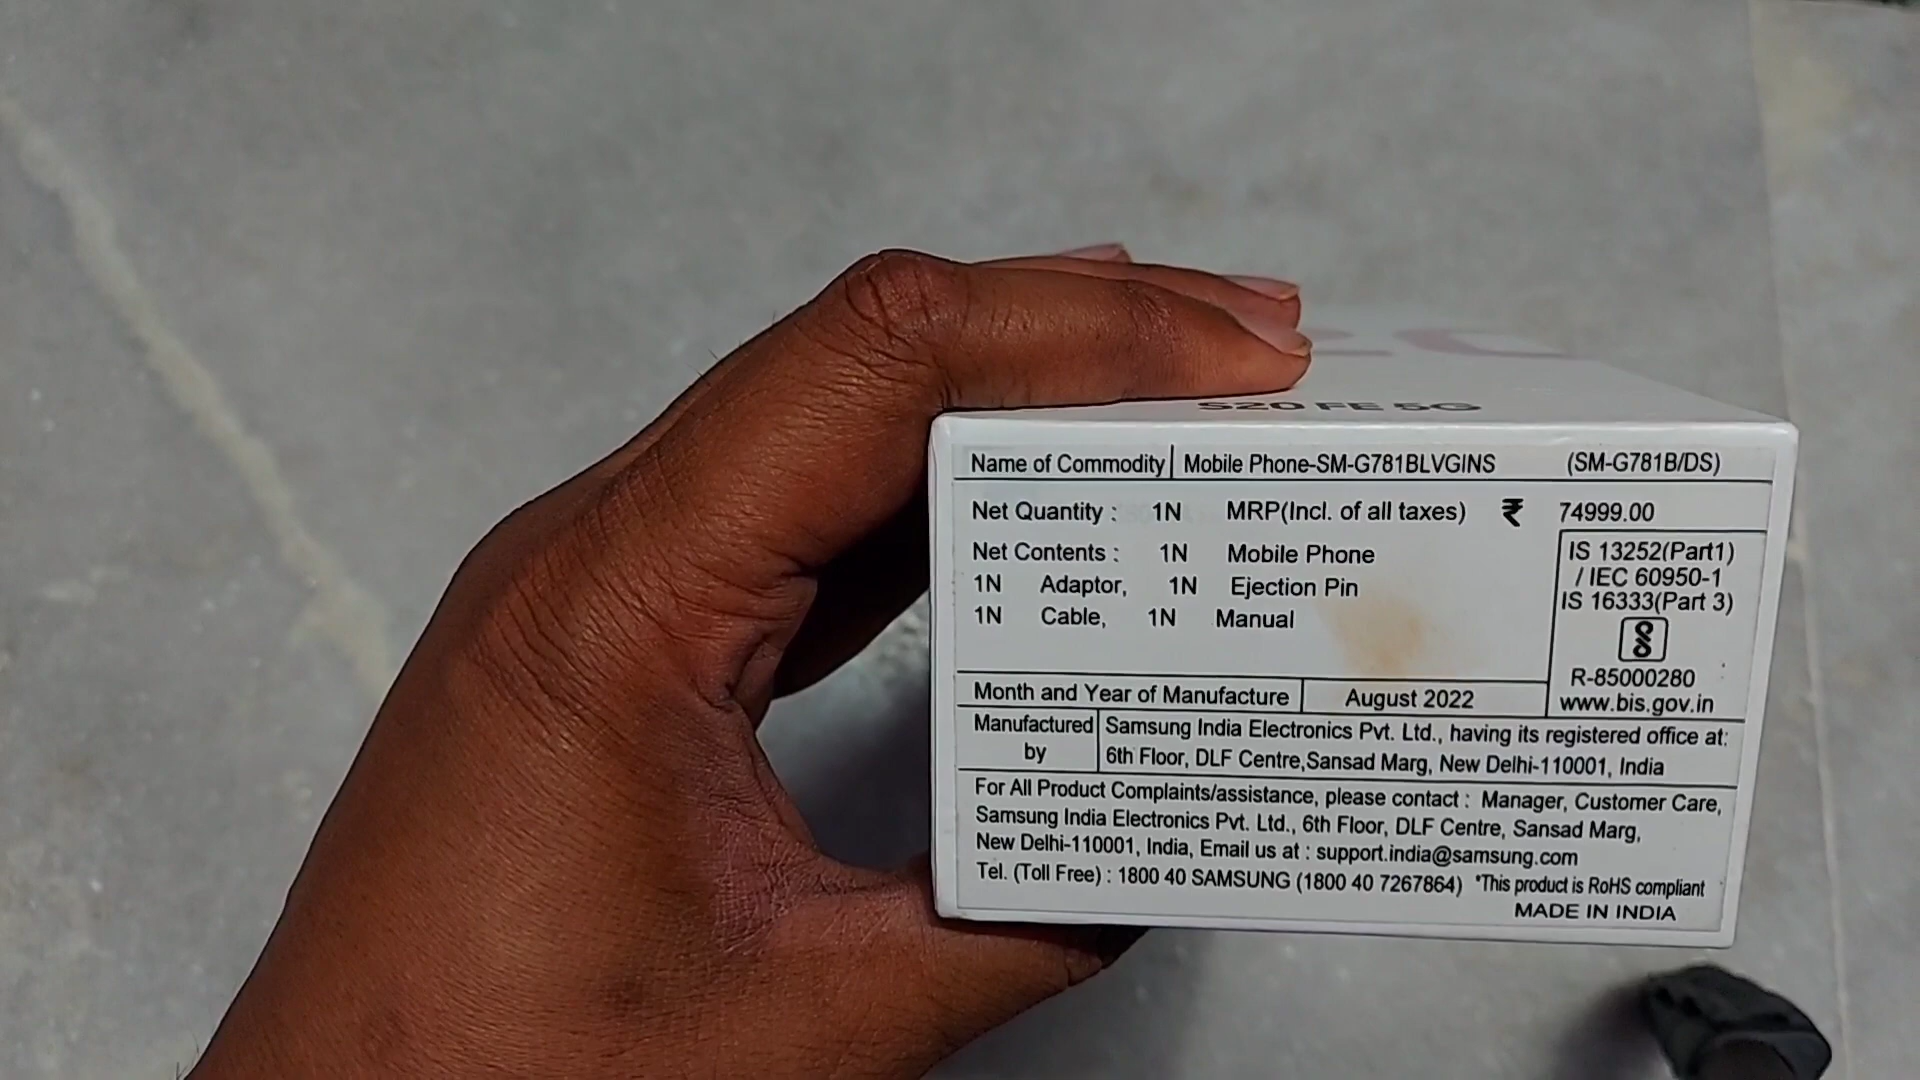 S20 FE 5G
Name of Commodity Mobile Phone-SM-G781BLVGINS (SM-G781B/DS)
Net Quantity : 1N MRP(Incl. of all taxes) ₹ 74999.00
Net Contents : 1N Mobile Phone
1N Adaptor, 1N Ejection Pin
1N Cable, 1N Manual
IS 13252(Part1)
/ IEC 60950-1
IS 16333(Part 3)
R-85000280
www.bis.gov.in
Month and Year of Manufacture August 2022
Manufactured by
Samsung India Electronics Pvt. Ltd., having its registered office at:
6th Floor, DLF Centre,Sansad Marg, New Delhi-110001, India
For All Product Complaints/assistance, please contact : Manager, Customer Care,
Samsung India Electronics Pvt. Ltd., 6th Floor, DLF Centre, Sansad Marg,
New Delhi-110001, India, Email us at : support.india@samsung.com
Tel. (Toll Free) : 1800 40 SAMSUNG (1800 40 7267864) *This product is RoHS compliant
MADE IN INDIA